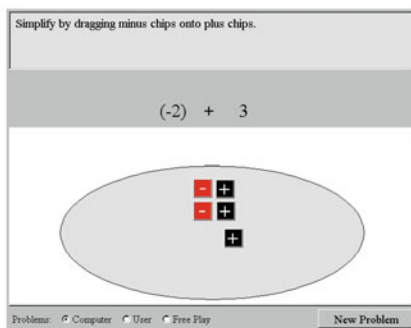 Simplify by dragging minus chips onto plus chips.
(-2) + 3
- +
- +
+
Problems: Computer User Free Play New Problem